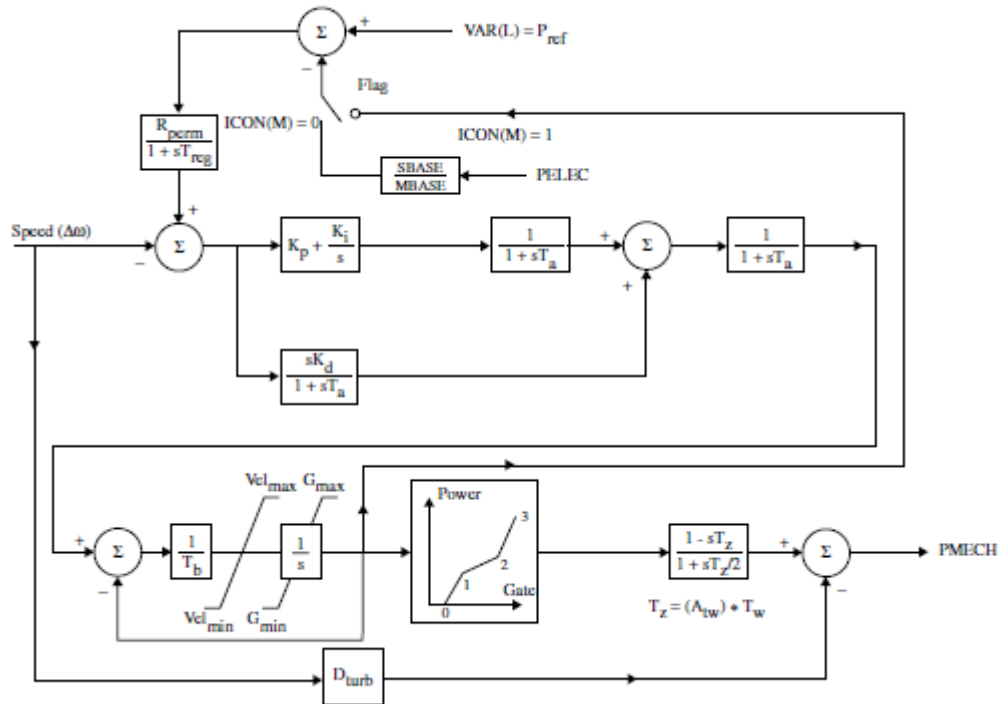 Σ
+
VAR(L) = P_ref
−
Flag
ICON(M) = 0
ICON(M) = 1
R_perm
1 + sT_reg
SBASE
MBASE
PELEC
+
Speed (Δω)
−
Σ
K_p + K_i
s
1
1 + sT_a
+
Σ
+
1
1 + sT_a
sK_d
1 + sT_a
Vel_max
G_max
Power
3
2
1
0
Gate
+
Σ
−
1
T_b
1
s
Vel_min
G_min
1 - sT_z
1 + sT_z/2
T_z = (A_tw) * T_w
+
Σ
−
PMECH
D_turb